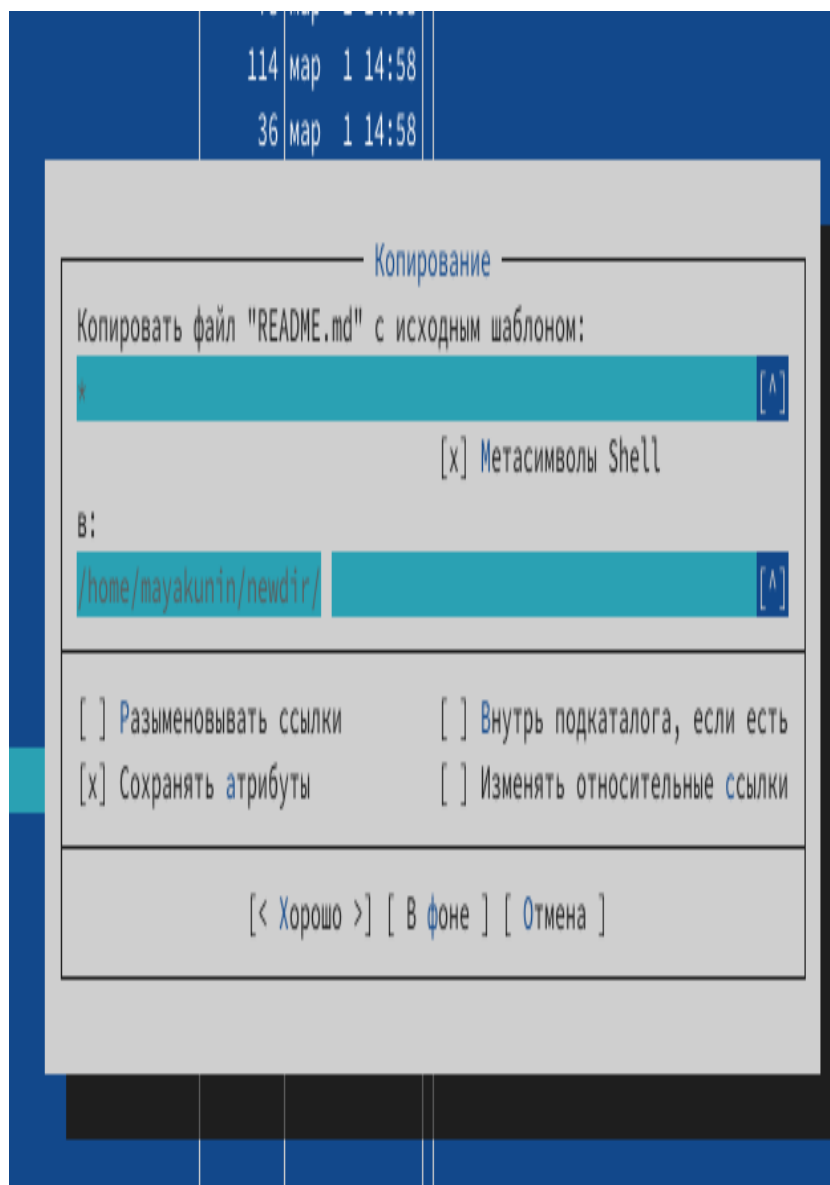 114 мар 1 14:58
36 мар 1 14:58
Копирование
Копировать файл "README.md" с исходным шаблоном:
* [^]
[x] Метасимволы Shell
в:
/home/mayakunin/newdir/ [^]
[ ] Разыменовывать ссылки [ ] Внутрь подкаталога, если есть
[x] Сохранять атрибуты [ ] Изменять относительные ссылки
[< Хорошо >] [ В фоне ] [ Отмена ]